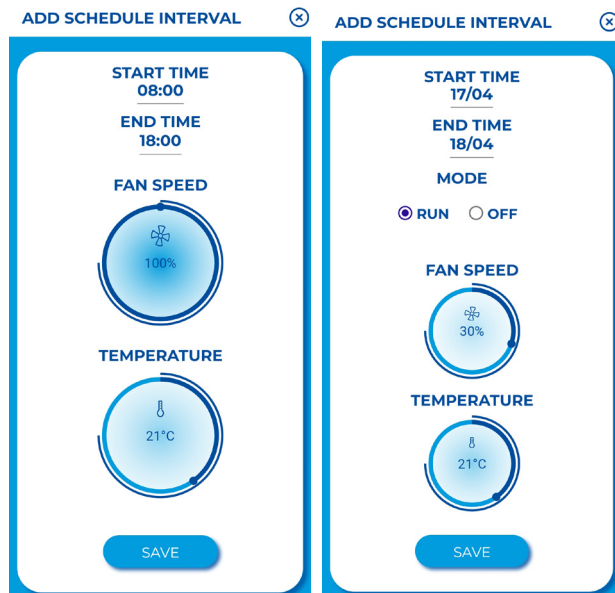 ADD SCHEDULE INTERVAL
START TIME
08:00
END TIME
18:00
FAN SPEED
100%
TEMPERATURE
21°C
SAVE
ADD SCHEDULE INTERVAL
START TIME
17/04
END TIME
18/04
MODE
RUN OFF
FAN SPEED
30%
TEMPERATURE
21°C
SAVE